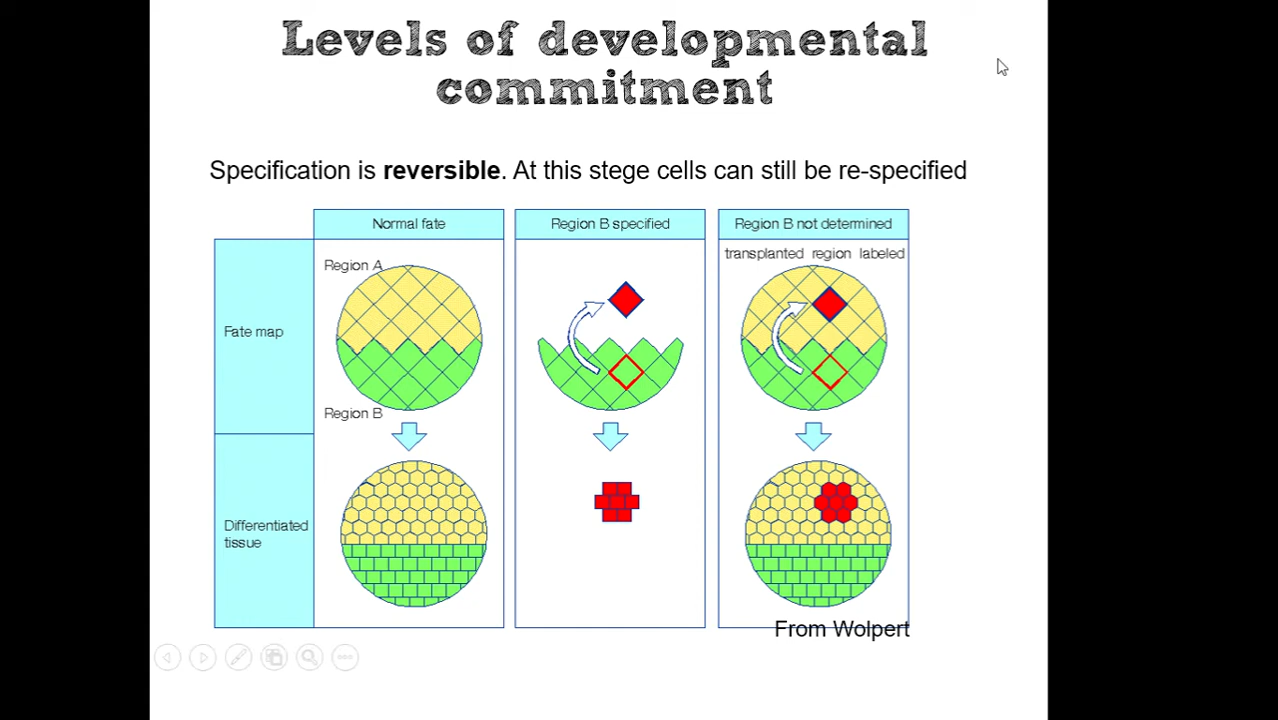 Levels of developmental
commitment
Specification is reversible. At this stege cells can still be re-specified
Normal fate
Region B specified
Region B not determined
transplanted region labeled
Region A
Fate map
Region B
Differentiated
tissue
From Wolpert